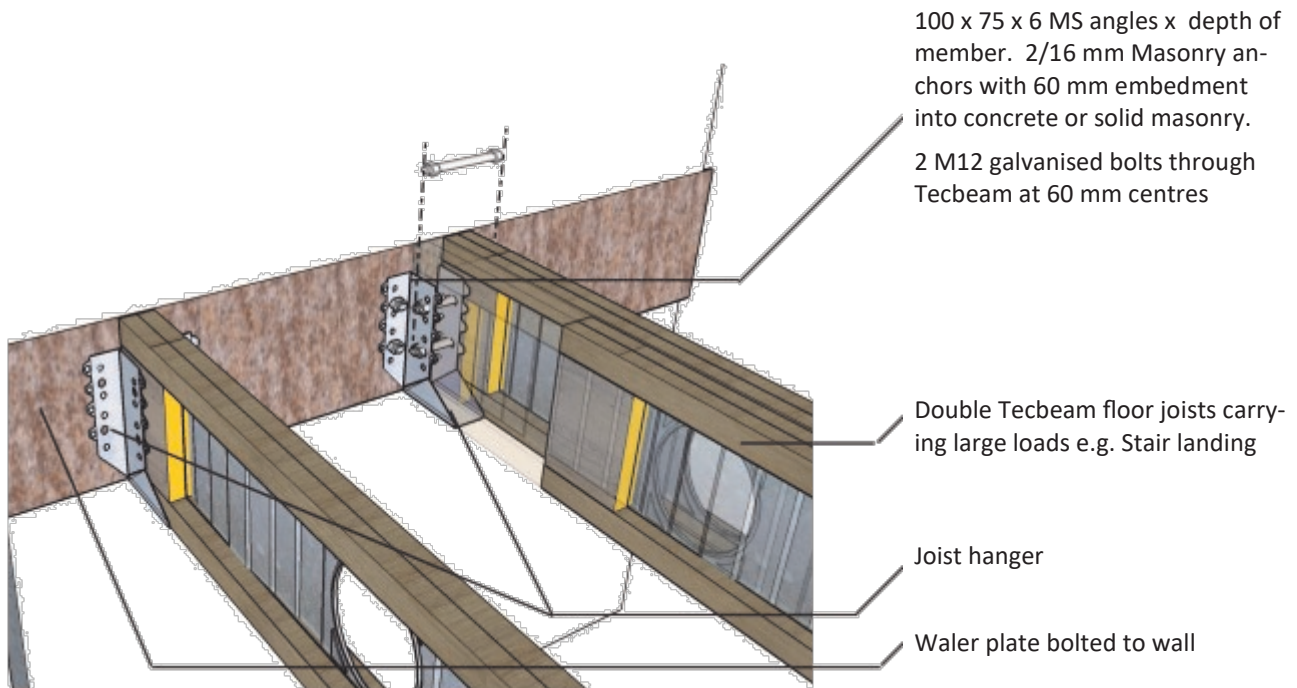 100 x 75 x 6 MS angles x  depth of
member.  2/16 mm Masonry an-
chors with 60 mm embedment
into concrete or solid masonry.
2 M12 galvanised bolts through
Tecbeam at 60 mm centres
Double Tecbeam floor joists carry-
ing large loads e.g. Stair landing
Joist hanger
Waler plate bolted to wall